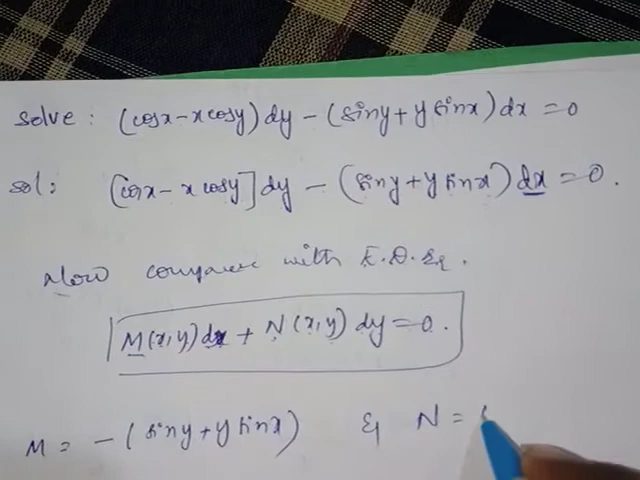 solve : (cosx - x cosy) dy - (siny + y sinx) dx = 0
sol: [cosx - x cosy] dy - (siny + y sinx) dx = 0 .
Now compare with E.D.Eq.
M(x,y)dx + N(x,y) dy = 0 .
M = - (siny + y sinx) & N = (